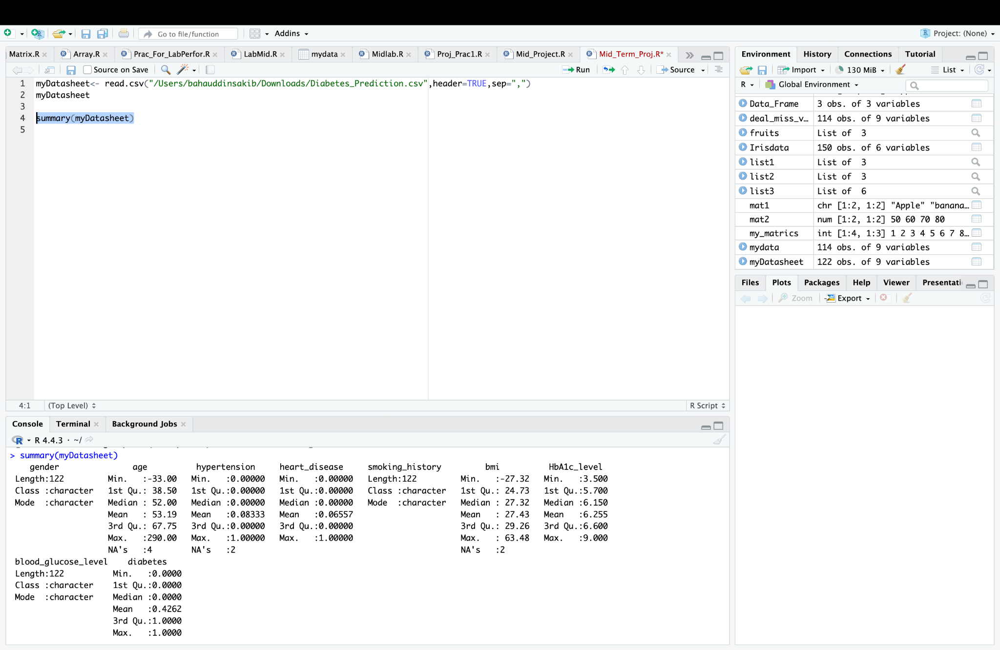 Go to file/function
Addins
Project: (None)
Matrix.R
Array.R
Prac_For_LabPerfor.R
LabMid.R
mydata
Midlab.R
Proj_Prac1.R
Mid_Project.R
Mid_Term_Proj.R*
Source on Save
Run
Source
1 myDatasheet<- read.csv("/Users/bahauddinsakib/Downloads/Diabetes_Prediction.csv",header=TRUE,sep=",")
2 myDatasheet
3
4 summary(myDatasheet)
5
4:1 (Top Level) R Script
Console Terminal Background Jobs
R 4.4.3 · ~/
> summary(myDatasheet)
gender age hypertension heart_disease smoking_history bmi HbA1c_level
Length:122 Min. :-33.00 Min. :0.00000 Min. :0.00000 Length:122 Min. :-27.32 Min. :3.500
Class :character 1st Qu.: 38.50 1st Qu.:0.00000 1st Qu.:0.00000 Class :character 1st Qu.: 24.73 1st Qu.:5.700
Mode :character Median : 52.00 Median :0.00000 Median :0.00000 Mode :character Median : 27.32 Median :6.150
Mean : 53.19 Mean :0.08333 Mean :0.06557 Mean : 27.43 Mean :6.255
3rd Qu.: 67.75 3rd Qu.:0.00000 3rd Qu.:0.00000 3rd Qu.: 29.26 3rd Qu.:6.600
Max. :290.00 Max. :1.00000 Max. :1.00000 Max. : 63.48 Max. :9.000
NA's :4 NA's :2 NA's :2
blood_glucose_level diabetes
Length:122 Min. :0.0000
Class :character 1st Qu.:0.0000
Mode :character Median :0.0000
Mean :0.4262
3rd Qu.:1.0000
Max. :1.0000
Environment History Connections Tutorial
Import 130 MiB List
R Global Environment
Data_Frame 3 obs. of 3 variables
deal_miss_v… 114 obs. of 9 variables
fruits List of 3
Irisdata 150 obs. of 6 variables
list1 List of 3
list2 List of 3
list3 List of 6
mat1 chr [1:2, 1:2] "Apple" "banana…
mat2 num [1:2, 1:2] 50 60 70 80
my_matrics int [1:4, 1:3] 1 2 3 4 5 6 7 8…
mydata 114 obs. of 9 variables
myDatasheet 122 obs. of 9 variables
Files Plots Packages Help Viewer Presentati
Zoom Export